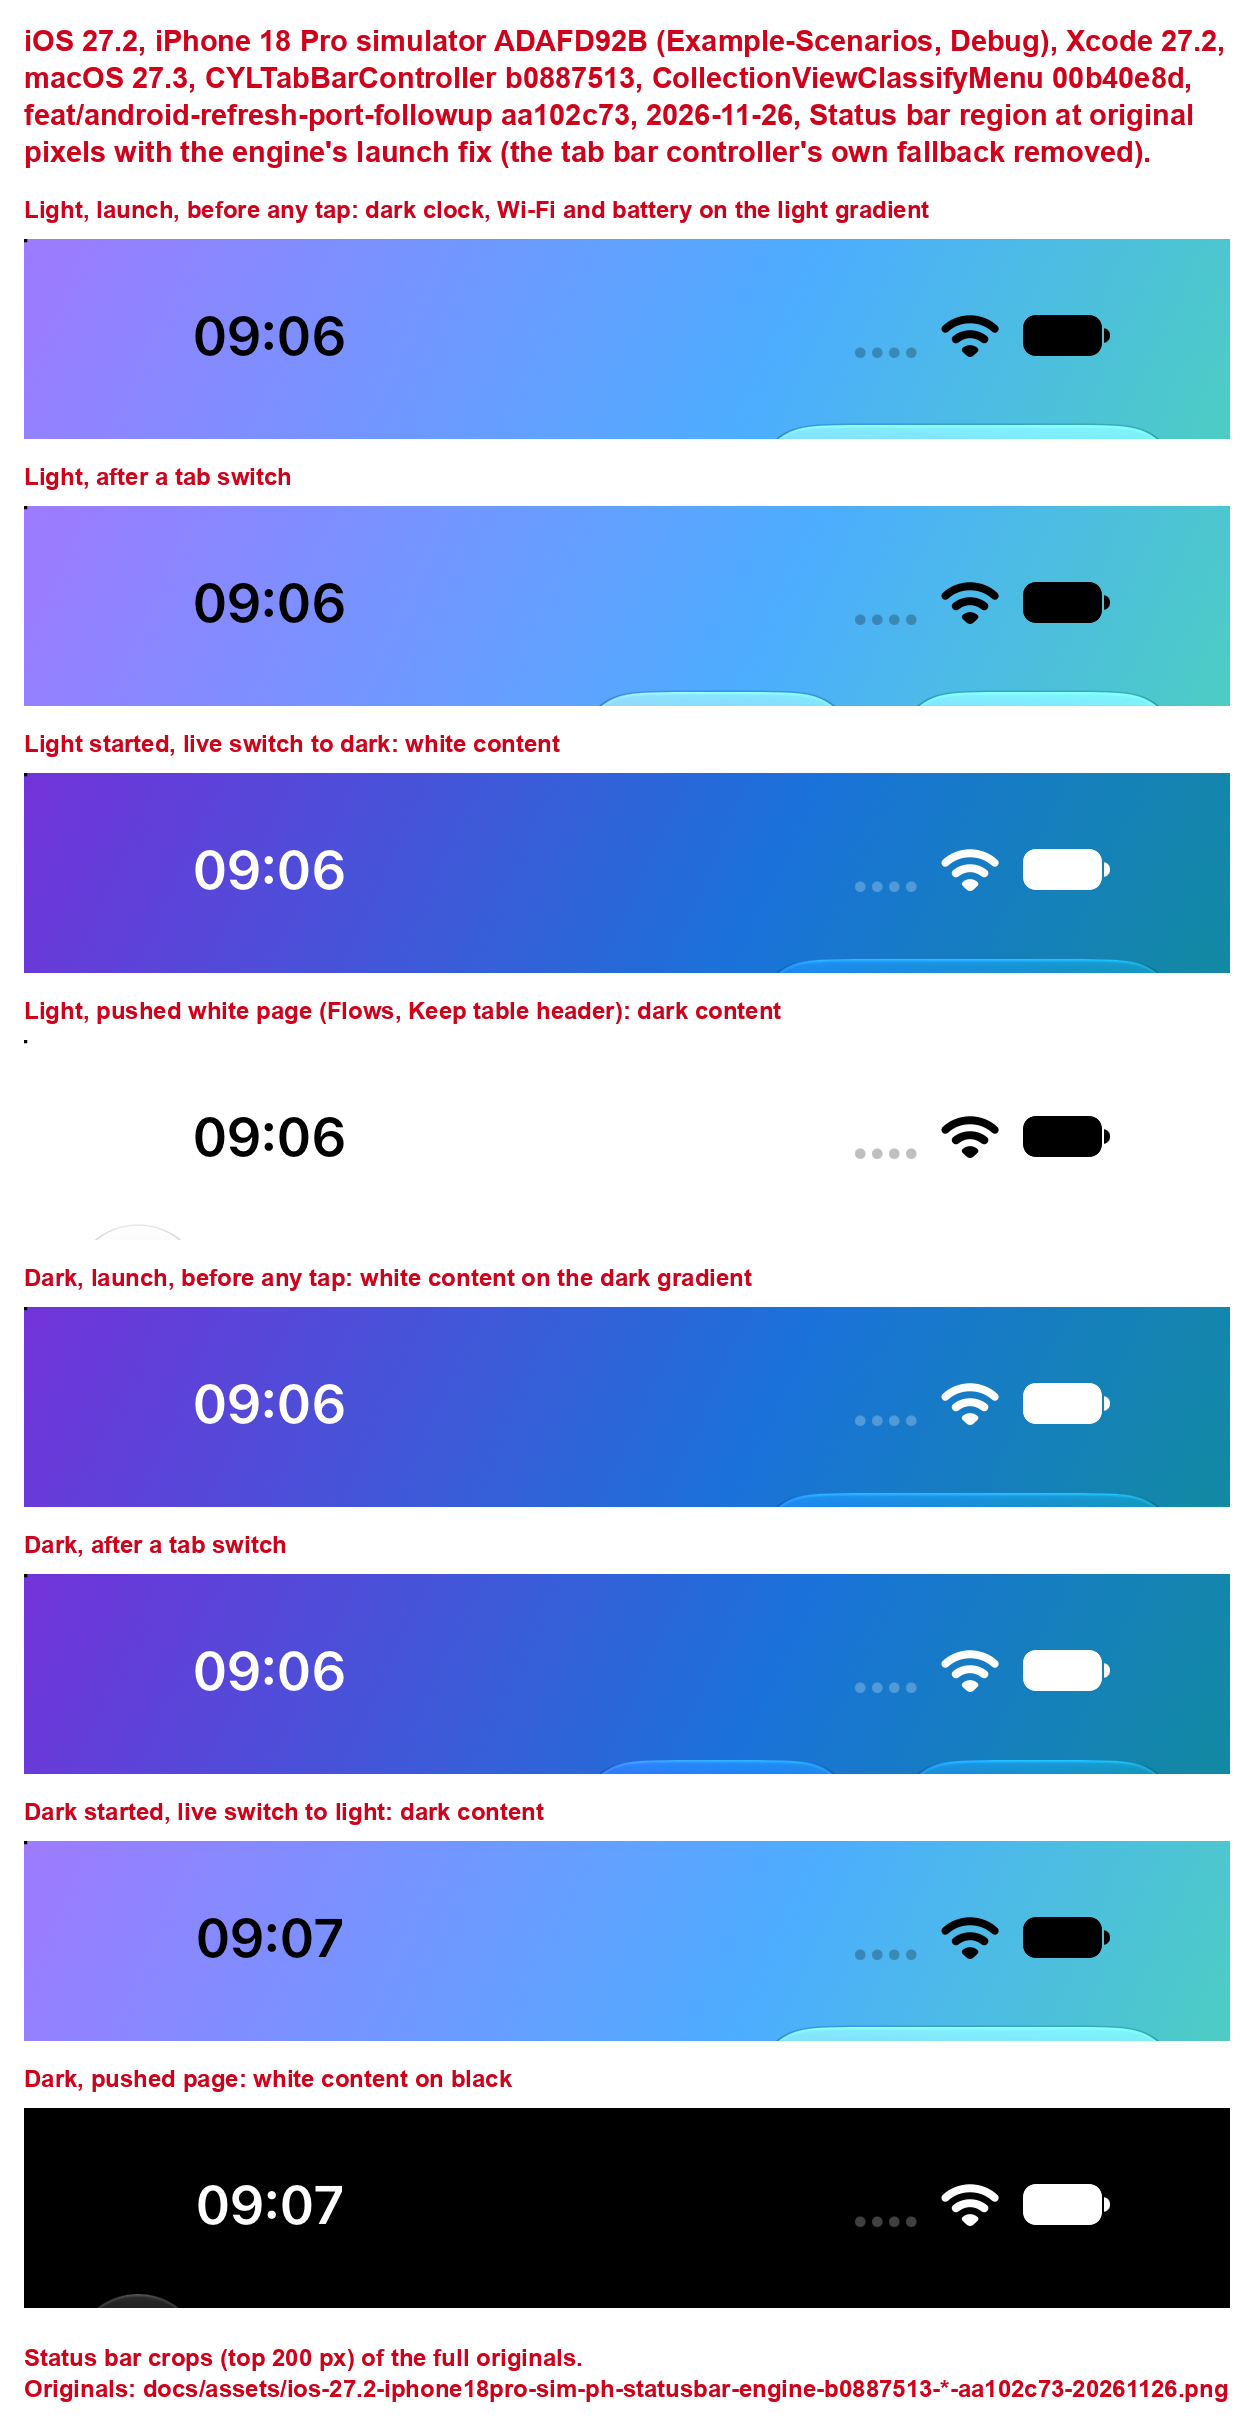 iOS 27.2, iPhone 18 Pro simulator ADAFD92B (Example-Scenarios, Debug), Xcode 27.2,
macOS 27.3, CYLTabBarController b0887513, CollectionViewClassifyMenu 00b40e8d,
feat/android-refresh-port-followup aa102c73, 2026-11-26, Status bar region at original
pixels with the engine's launch fix (the tab bar controller's own fallback removed).
Light, launch, before any tap: dark clock, Wi-Fi and battery on the light gradient
09:06
Light, after a tab switch
09:06
Light started, live switch to dark: white content
09:06
Light, pushed white page (Flows, Keep table header): dark content
09:06
Dark, launch, before any tap: white content on the dark gradient
09:06
Dark, after a tab switch
09:06
Dark started, live switch to light: dark content
09:07
Dark, pushed page: white content on black
09:07
Status bar crops (top 200 px) of the full originals.
Originals: docs/assets/ios-27.2-iphone18pro-sim-ph-statusbar-engine-b0887513-*-aa102c73-20261126.png